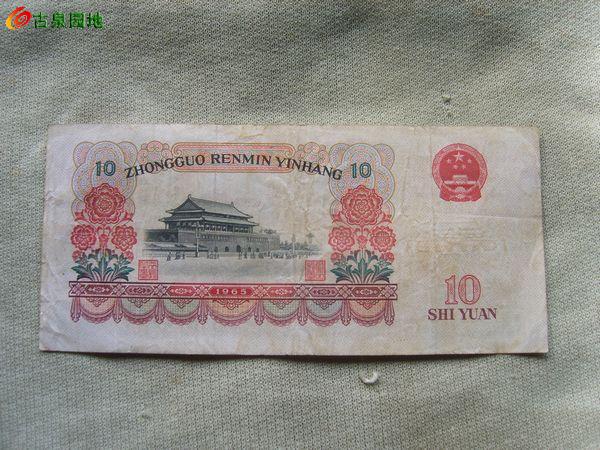 古泉园地
10 ZHONGGUO RENMIN YINHANG 10
1965
10
SHI YUAN